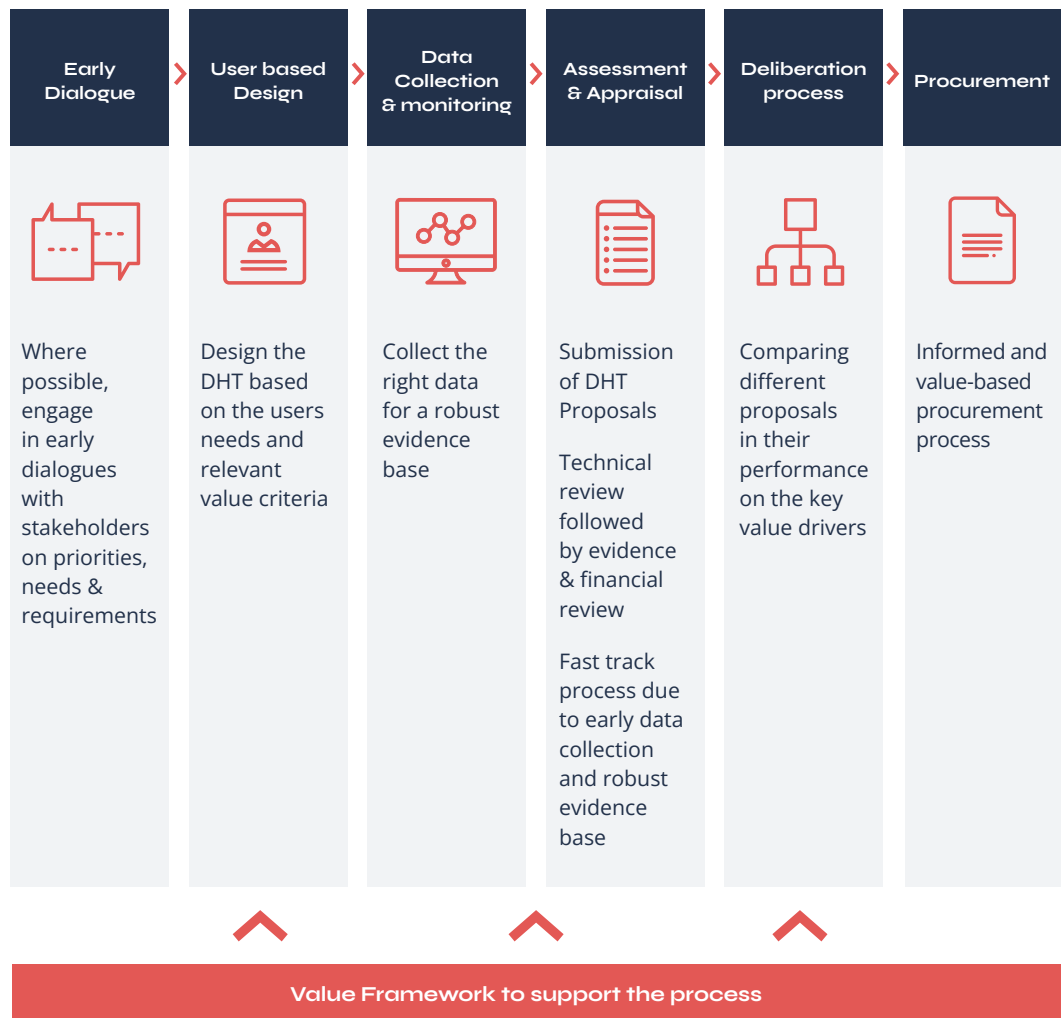 Early
Dialogue
User based
Design
Data
Collection
& monitoring
Assessment
& Appraisal
Deliberation
process
Procurement
Where
possible,
engage
in early
dialogues
with
stakeholders
on priorities,
needs &
requirements
Design the
DHT based
on the users
needs and
relevant
value criteria
Collect the
right data
for a robust
evidence
base
Submission
of DHT
Proposals
Technical
review
followed
by evidence
& financial
review
Fast track
process due
to early data
collection
and robust
evidence
base
Comparing
different
proposals
in their
performance
on the key
value drivers
Informed and
value-based
procurement
process
Value Framework to support the process